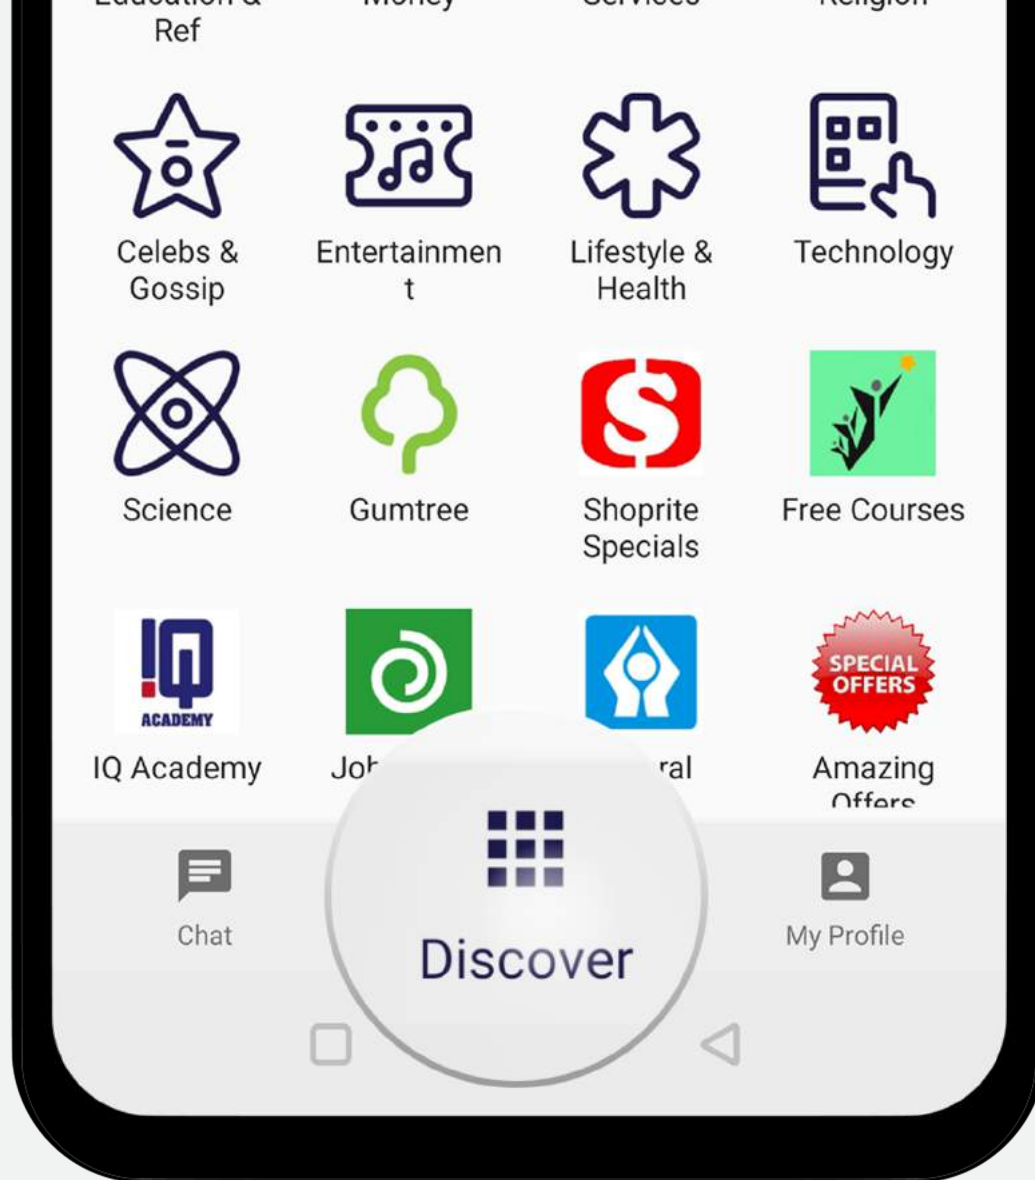 Ref
Celebs &
Gossip
Entertainmen
t
Lifestyle &
Health
Technology
Science
Gumtree
Shoprite
Specials
Free Courses
IQ
ACADEMY
SPECIAL
OFFERS
IQ Academy
Amazing
Offers
Chat
Discover
My Profile